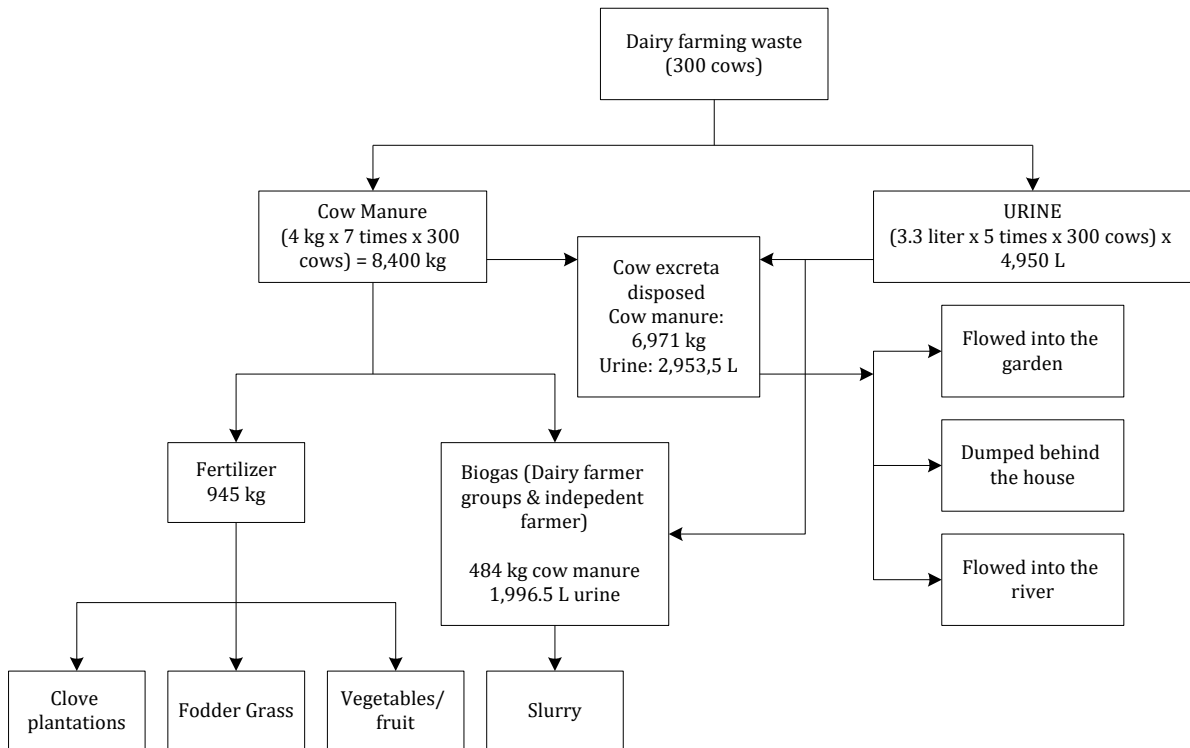 Dairy farming waste
(300 cows)
Cow Manure
(4 kg x 7 times x 300
cows) = 8,400 kg
URINE
(3.3 liter x 5 times x 300 cows) x
4,950 L
Cow excreta
disposed
Cow manure:
6,971 kg
Urine: 2,953,5 L
Flowed into the
garden
Dumped behind
the house
Flowed into the
river
Fertilizer
945 kg
Biogas (Dairy farmer
groups & indepedent
farmer)
484 kg cow manure
1,996.5 L urine
Clove
plantations
Fodder Grass
Vegetables/
fruit
Slurry